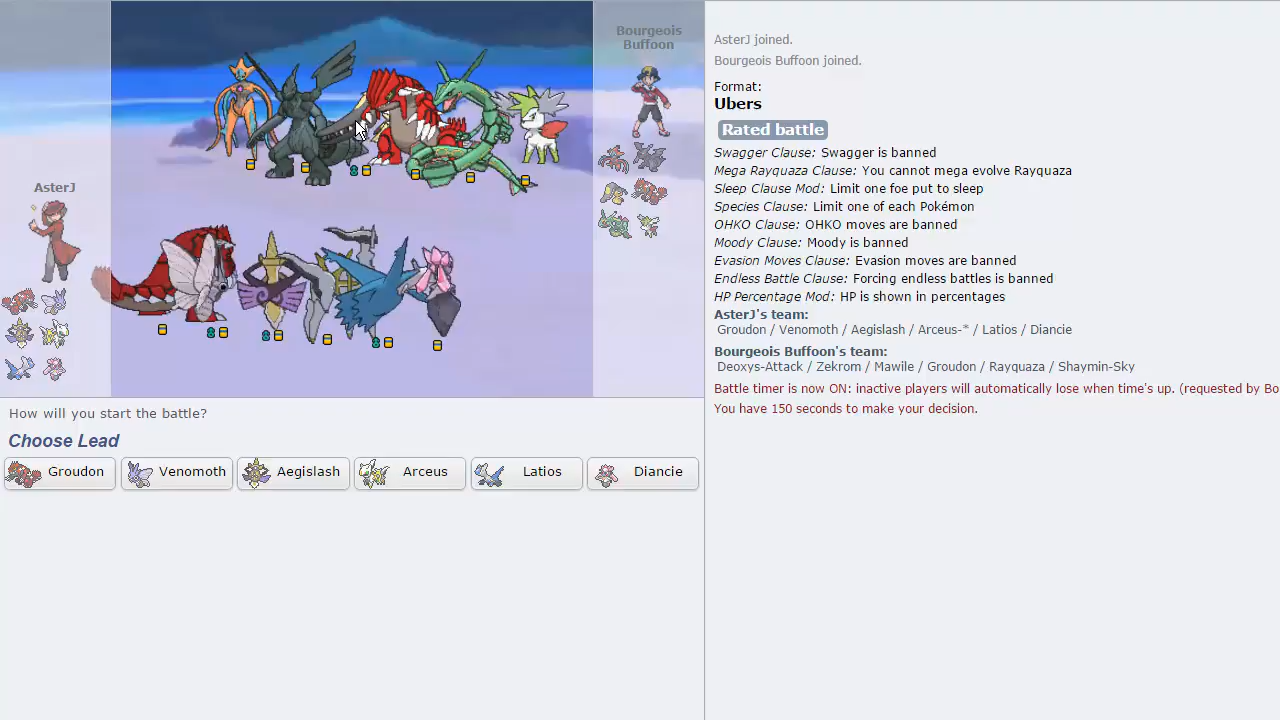 Bourgeois
Buffoon
AsterJ
AsterJ joined.
Bourgeois Buffoon joined.
Format:
Ubers
Rated battle
Swagger Clause: Swagger is banned
Mega Rayquaza Clause: You cannot mega evolve Rayquaza
Sleep Clause Mod: Limit one foe put to sleep
Species Clause: Limit one of each Pokémon
OHKO Clause: OHKO moves are banned
Moody Clause: Moody is banned
Evasion Moves Clause: Evasion moves are banned
Endless Battle Clause: Forcing endless battles is banned
HP Percentage Mod: HP is shown in percentages
AsterJ's team:
Groudon / Venomoth / Aegislash / Arceus-* / Latios / Diancie
Bourgeois Buffoon's team:
Deoxys-Attack / Zekrom / Mawile / Groudon / Rayquaza / Shaymin-Sky
Battle timer is now ON: inactive players will automatically lose when time's up. (requested by Bo
You have 150 seconds to make your decision.
How will you start the battle?
Choose Lead
Groudon Venomoth Aegislash Arceus Latios Diancie